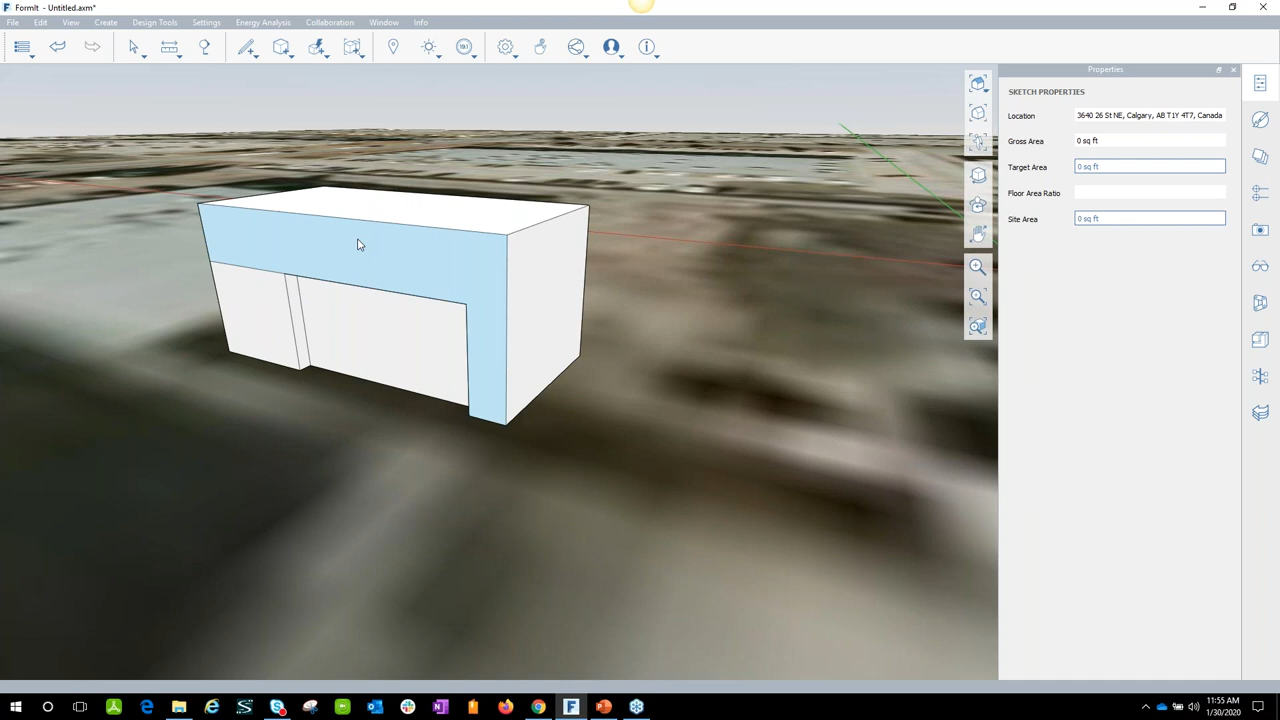 FormIt - Untitled.axm*
File Edit View Create Design Tools Settings Energy Analysis Collaboration Window Info
19.1
Properties
SKETCH PROPERTIES
Location 3640 26 St NE, Calgary, AB T1Y 4T7, Canada
Gross Area 0 sq ft
Target Area 0 sq ft
Floor Area Ratio
Site Area 0 sq ft
11:55 AM
1/30/2020